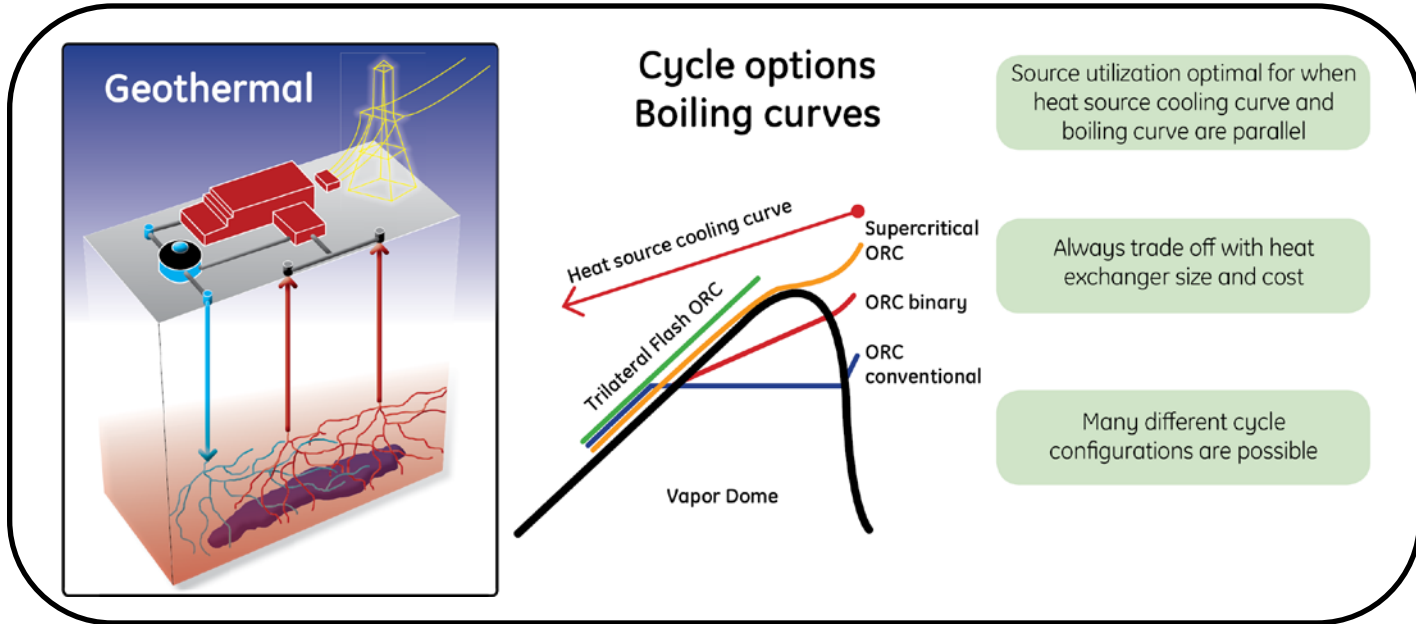 Geothermal
Cycle options
Boiling curves
Heat source cooling curve
Trilateral Flash ORC
Supercritical
ORC
ORC binary
ORC
conventional
Vapor Dome
Source utilization optimal for when
heat source cooling curve and
boiling curve are parallel
Always trade off with heat
exchanger size and cost
Many different cycle
configurations are possible